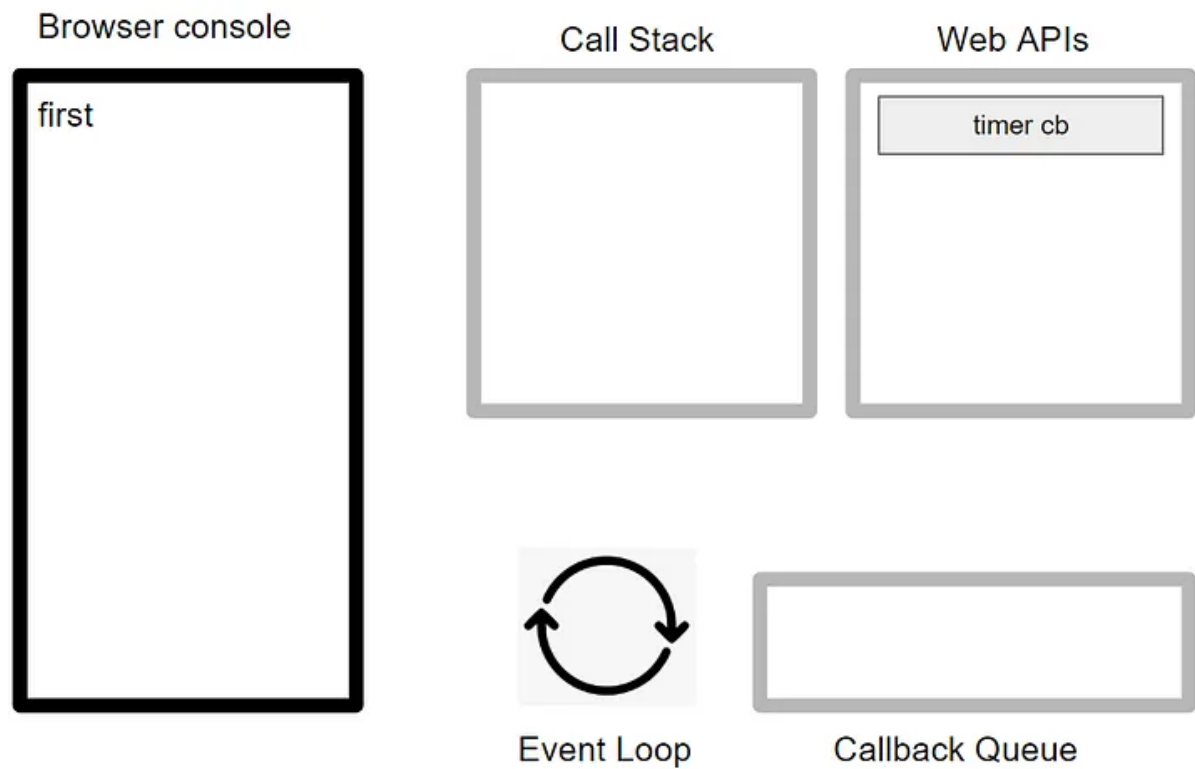 Browser console
Call Stack
Web APIs
first
timer cb
Event Loop
Callback Queue